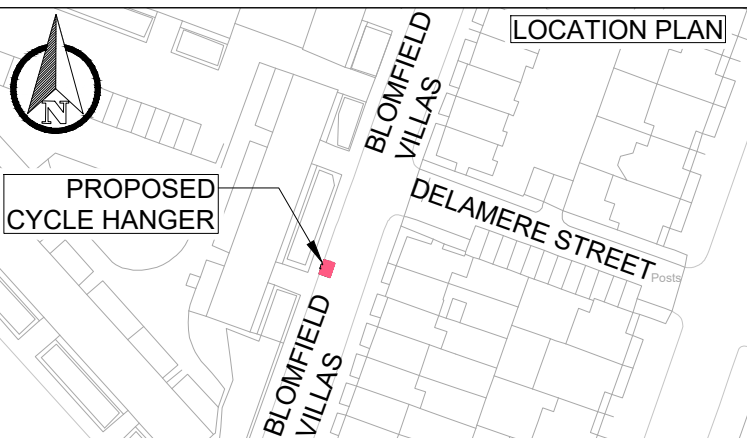 LOCATION PLAN
N
BLOMFIELD
VILLAS
PROPOSED
CYCLE HANGER
DELAMERE STREET
Posts
BLOMFIELD
VILLAS